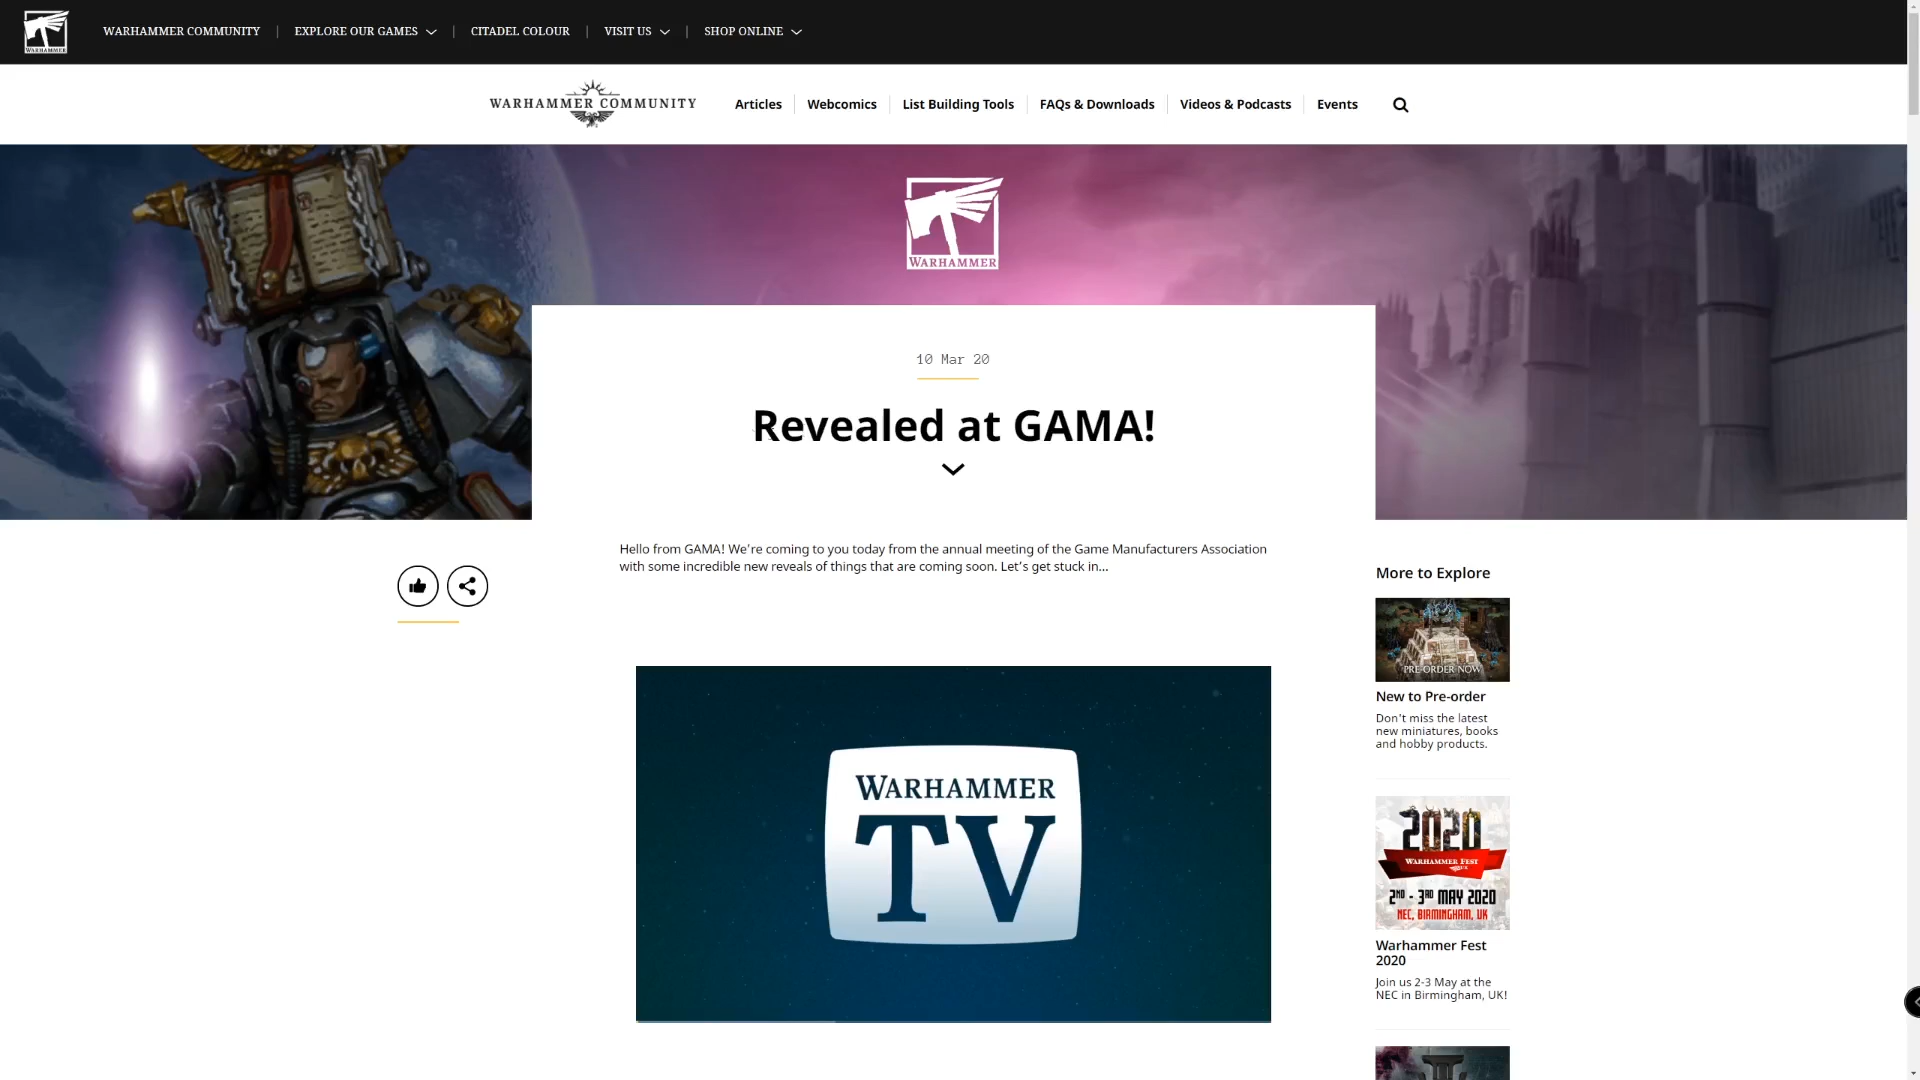 WARHAMMER
WARHAMMER COMMUNITY
EXPLORE OUR GAMES
CITADEL COLOUR
VISIT US
SHOP ONLINE
WARHAMMER COMMUNITY
Articles
Webcomics
List Building Tools
FAQs & Downloads
Videos & Podcasts
Events
WARHAMMER
10 Mar 20
Revealed at GAMA!
Hello from GAMA! We're coming to you today from the annual meeting of the Game Manufacturers Association
with some incredible new reveals of things that are coming soon. Let's get stuck in...
WARHAMMER
TV
More to Explore
PRE-ORDER NOW
New to Pre-order
Don't miss the latest
new miniatures, books
and hobby products.
2020
WARHAMMER FEST
2ND - 3RD MAY 2020
NEC, BIRMINGHAM, UK
Warhammer Fest
2020
Join us 2-3 May at the
NEC in Birmingham, UK!